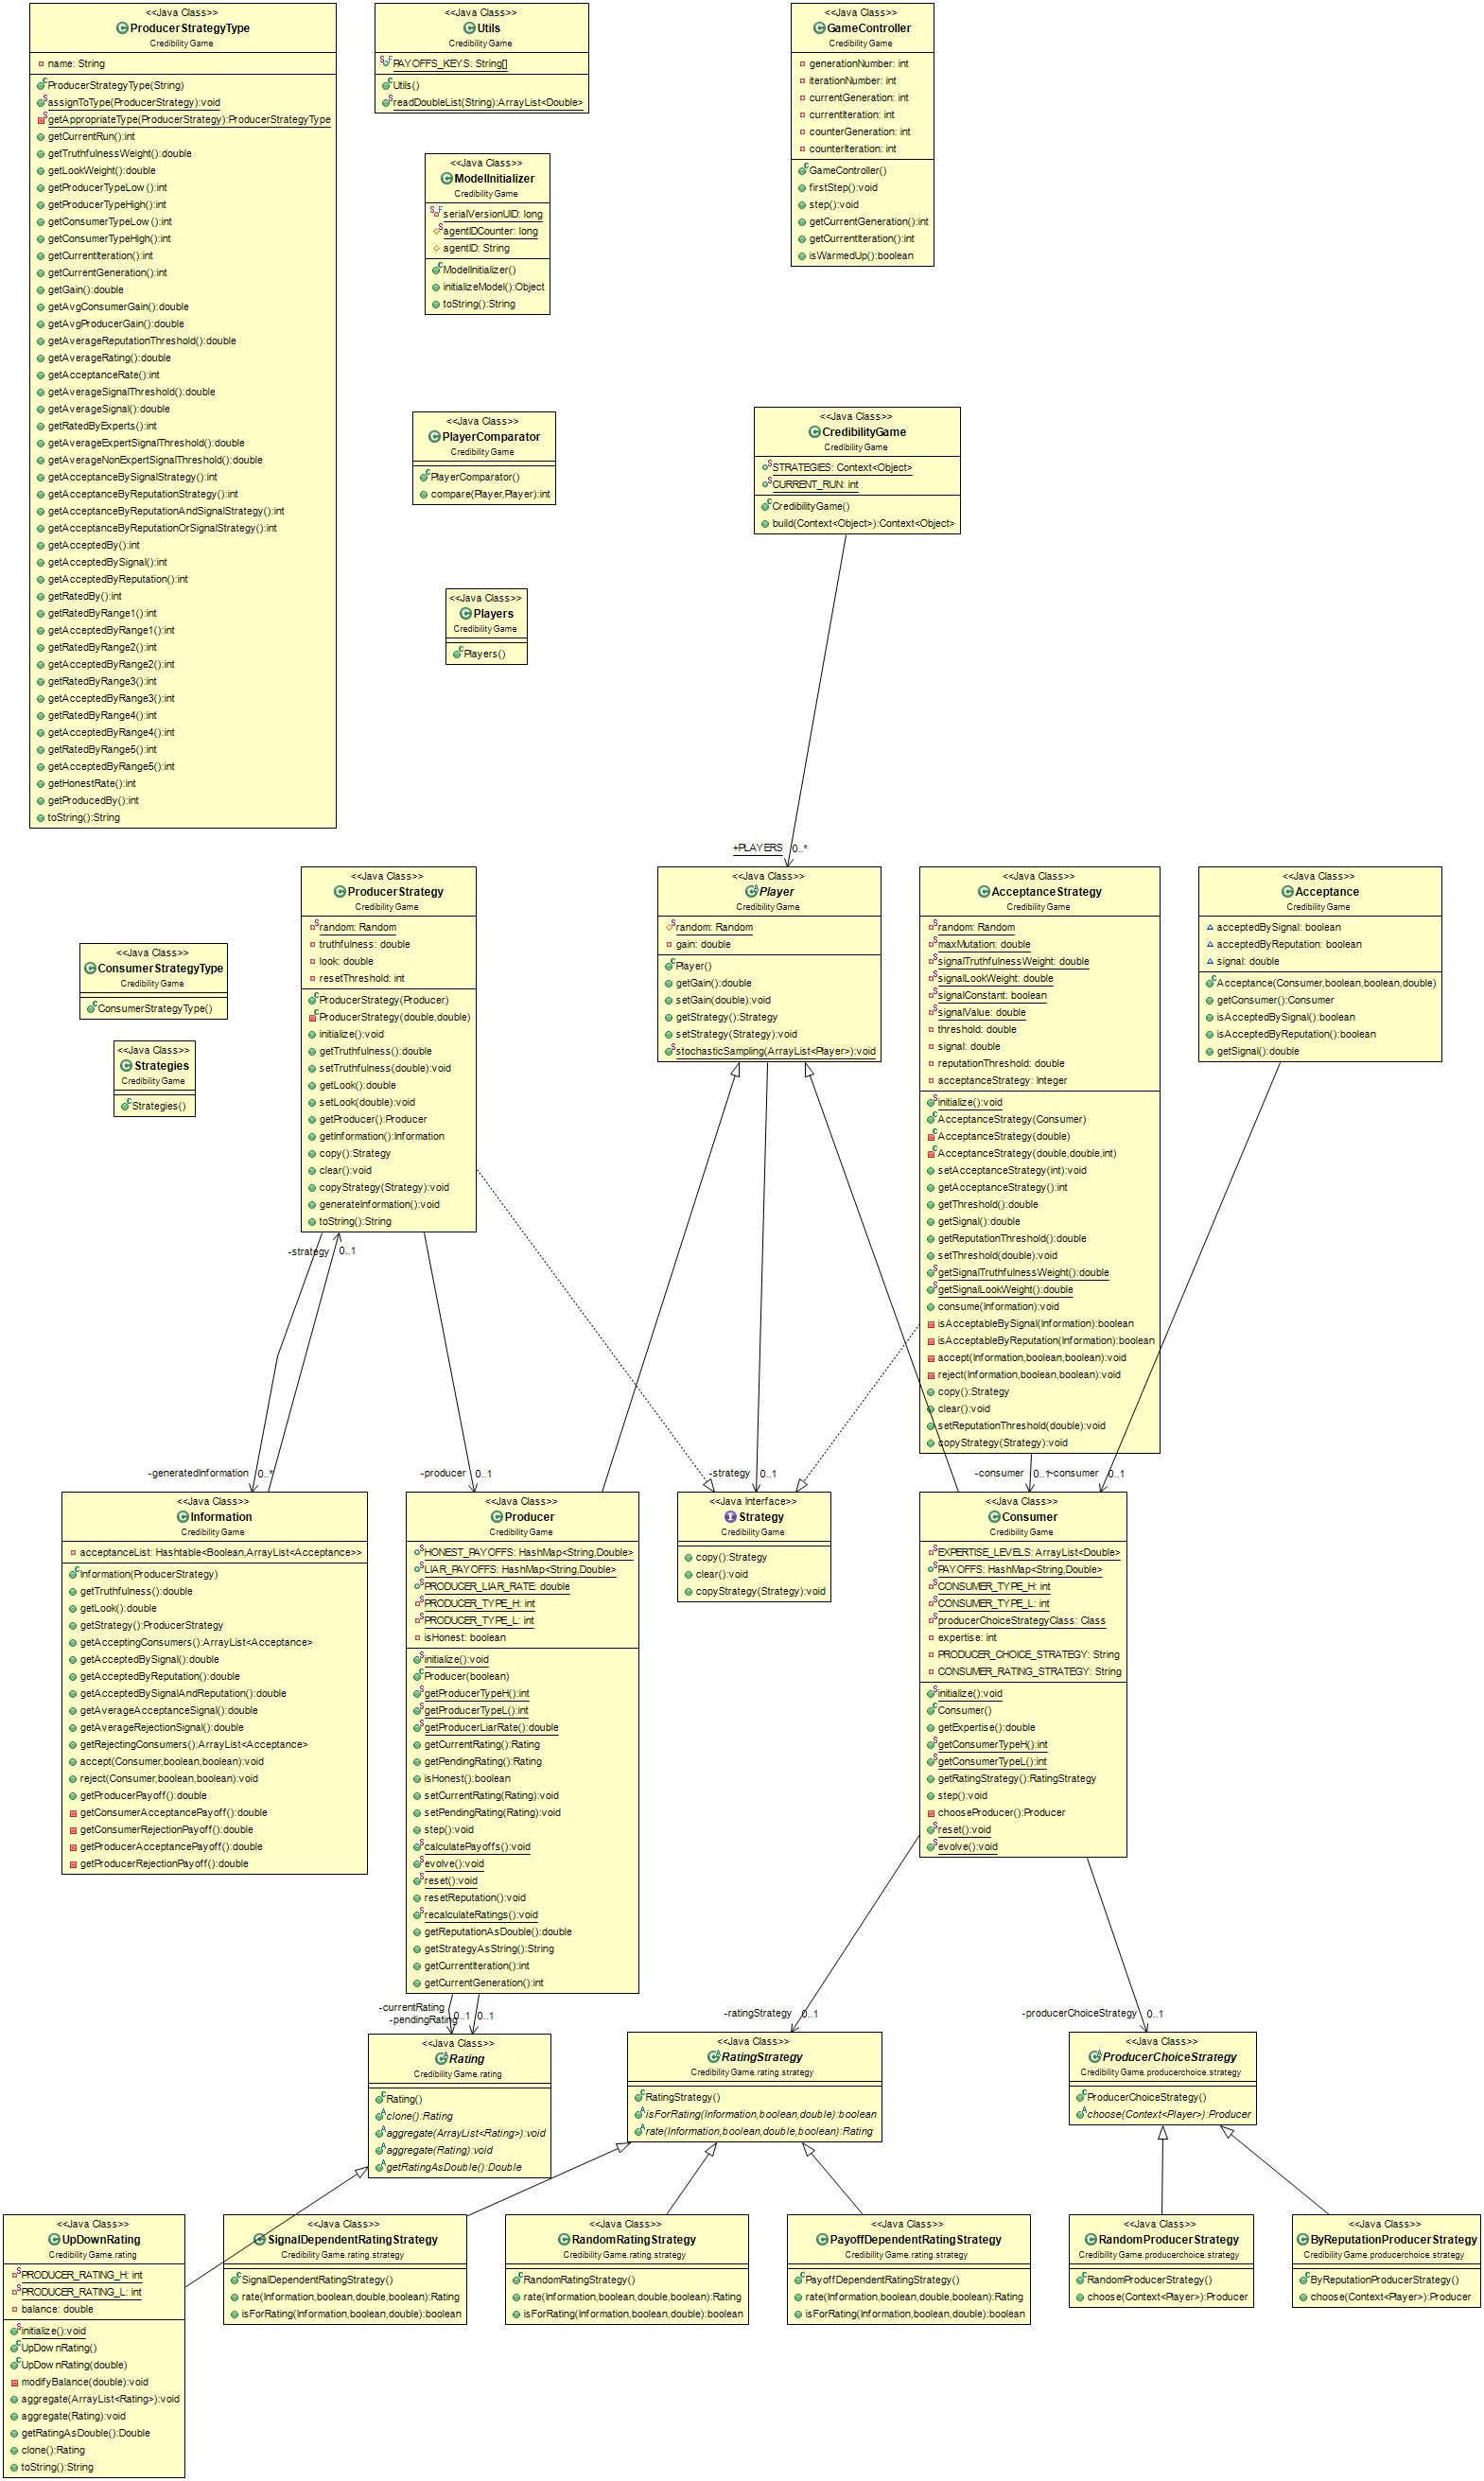 <<Java Class>>
ProducerStrategyType
Credibility Game
name: String
ProducerStrategyType(String)
assignToType(ProducerStrategy):void
getAppropriateType(ProducerStrategy):ProducerStrategyType
getCurrentRun():int
getTruthfulnessWeight():double
getLookWeight():double
getProducerTypeLow():int
getProducerTypeHigh():int
getConsumerTypeLow():int
getConsumerTypeHigh():int
getCurrentIteration():int
getCurrentGeneration():int
getGain():double
getAvgConsumerGain():double
getAvgProducerGain():double
getAverageReputationThreshold():double
getAverageRating():double
getAcceptanceRate():int
getAverageSignalThreshold():double
getAverageSignal():double
getRatedByExperts():int
getAverageExpertSignalThreshold():double
getAverageNonExpertSignalThreshold():double
getAcceptanceBySignalStrategy():int
getAcceptanceByReputationStrategy():int
getAcceptanceByReputationAndSignalStrategy():int
getAcceptanceByReputationOrSignalStrategy():int
getAcceptedBy():int
getAcceptedBySignal():int
getAcceptedByReputation():int
getRatedBy():int
getRatedByRange1():int
getAcceptedByRange1():int
getRatedByRange2():int
getAcceptedByRange2():int
getRatedByRange3():int
getAcceptedByRange3():int
getRatedByRange4():int
getAcceptedByRange4():int
getRatedByRange5():int
getAcceptedByRange5():int
getHonestRate():int
getProducedBy():int
toString():String
<<Java Class>>
Utils
Credibility Game
PAYOFFS_KEYS: String[]
Utils()
readDoubleList(String):ArrayList<Double>
<<Java Class>>
ModelInitializer
Credibility Game
serialVersionUID: long
agentIDCounter: long
agentID: String
ModelInitializer()
initializeModel():Object
toString():String
<<Java Class>>
GameController
Credibility Game
generationNumber: int
iterationNumber: int
currentGeneration: int
currentIteration: int
counterGeneration: int
counterIteration: int
GameController()
firstStep():void
step():void
getCurrentGeneration():int
getCurrentIteration():int
isWarmedUp():boolean
<<Java Class>>
PlayerComparator
Credibility Game
PlayerComparator()
compare(Player,Player):int
<<Java Class>>
CredibilityGame
Credibility Game
STRATEGIES: Context<Object>
CURRENT_RUN: int
CredibilityGame()
build(Context<Object>):Context<Object>
<<Java Class>>
Players
Credibility Game
Players()
+PLAYERS 0..*
<<Java Class>>
ConsumerStrategyType
Credibility Game
ConsumerStrategyType()
<<Java Class>>
Strategies
Credibility Game
Strategies()
<<Java Class>>
ProducerStrategy
Credibility Game
random: Random
truthfulness: double
look: double
resetThreshold: int
ProducerStrategy(Producer)
ProducerStrategy(double,double)
initialize():void
getTruthfulness():double
setTruthfulness(double):void
getLook():double
setLook(double):void
getProducer():Producer
getInformation():Information
copy():Strategy
clear():void
copyStrategy(Strategy):void
generateInformation():void
toString():String
<<Java Class>>
Player
Credibility Game
random: Random
gain: double
Player()
getGain():double
setGain(double):void
getStrategy():Strategy
setStrategy(Strategy):void
stochasticSampling(ArrayList<Player>):void
<<Java Class>>
AcceptanceStrategy
Credibility Game
random: Random
maxMutation: double
signalTruthfulnessWeight: double
signalLookWeight: double
signalConstant: boolean
signalValue: double
threshold: double
signal: double
reputationThreshold: double
acceptanceStrategy: Integer
initialize():void
AcceptanceStrategy(Consumer)
AcceptanceStrategy(double)
AcceptanceStrategy(double,double,int)
setAcceptanceStrategy(int):void
getAcceptanceStrategy():int
getThreshold():double
getSignal():double
getReputationThreshold():double
setThreshold(double):void
getSignalTruthfulnessWeight():double
getSignalLookWeight():double
consume(Information):void
isAcceptableBySignal(Information):boolean
isAcceptableByReputation(Information):boolean
accept(Information,boolean,boolean):void
reject(Information,boolean,boolean):void
copy():Strategy
clear():void
setReputationThreshold(double):void
copyStrategy(Strategy):void
<<Java Class>>
Acceptance
Credibility Game
acceptedBySignal: boolean
acceptedByReputation: boolean
signal: double
Acceptance(Consumer,boolean,boolean,double)
getConsumer():Consumer
isAcceptedBySignal():boolean
isAcceptedByReputation():boolean
getSignal():double
-strategy 0..1
-generatedInformation 0..*
-producer 0..1
-strategy 0..1
-consumer 0..1
-consumer 0..1
<<Java Class>>
Information
Credibility Game
acceptanceList: Hashtable<Boolean,ArrayList<Acceptance>>
Information(ProducerStrategy)
getTruthfulness():double
getLook():double
getStrategy():ProducerStrategy
getAcceptingConsumers():ArrayList<Acceptance>
getAcceptedBySignal():double
getAcceptedByReputation():double
getAcceptedBySignalAndReputation():double
getAverageAcceptanceSignal():double
getAverageRejectionSignal():double
getRejectingConsumers():ArrayList<Acceptance>
accept(Consumer,boolean,boolean):void
reject(Consumer,boolean,boolean):void
getProducerPayoff():double
getConsumerAcceptancePayoff():double
getConsumerRejectionPayoff():double
getProducerAcceptancePayoff():double
getProducerRejectionPayoff():double
<<Java Class>>
Producer
Credibility Game
HONEST_PAYOFFS: HashMap<String,Double>
LIAR_PAYOFFS: HashMap<String,Double>
PRODUCER_LIAR_RATE: double
PRODUCER_TYPE_H: int
PRODUCER_TYPE_L: int
isHonest: boolean
initialize():void
Producer(boolean)
getProducerTypeH():int
getProducerTypeL():int
getProducerLiarRate():double
getCurrentRating():Rating
getPendingRating():Rating
isHonest():boolean
setCurrentRating(Rating):void
setPendingRating(Rating):void
step():void
calculatePayoffs():void
evolve():void
reset():void
resetReputation():void
recalculateRatings():void
getReputationAsDouble():double
getStrategyAsString():String
getCurrentIteration():int
getCurrentGeneration():int
<<Java Interface>>
Strategy
Credibility Game
copy():Strategy
clear():void
copyStrategy(Strategy):void
<<Java Class>>
Consumer
Credibility Game
EXPERTISE_LEVELS: ArrayList<Double>
PAYOFFS: HashMap<String,Double>
CONSUMER_TYPE_H: int
CONSUMER_TYPE_L: int
producerChoiceStrategyClass: Class
expertise: int
PRODUCER_CHOICE_STRATEGY: String
CONSUMER_RATING_STRATEGY: String
initialize():void
Consumer()
getExpertise():double
getConsumerTypeH():int
getConsumerTypeL():int
getRatingStrategy():RatingStrategy
step():void
chooseProducer():Producer
reset():void
evolve():void
-currentRating 0..1
-pendingRating 0..1
-ratingStrategy 0..1
-producerChoiceStrategy 0..1
<<Java Class>>
Rating
Credibility Game.rating
Rating()
clone():Rating
aggregate(ArrayList<Rating>):void
aggregate(Rating):void
getRatingAsDouble():Double
<<Java Class>>
RatingStrategy
Credibility Game.rating.strategy
RatingStrategy()
isForRating(Information,boolean,double):boolean
rate(Information,boolean,double,boolean):Rating
<<Java Class>>
ProducerChoiceStrategy
Credibility Game.producerchoice.strategy
ProducerChoiceStrategy()
choose(Context<Player>):Producer
<<Java Class>>
UpDownRating
Credibility Game.rating
PRODUCER_RATING_H: int
PRODUCER_RATING_L: int
balance: double
initialize():void
UpDownRating()
UpDownRating(double)
modifyBalance(double):void
aggregate(ArrayList<Rating>):void
aggregate(Rating):void
getRatingAsDouble():Double
clone():Rating
toString():String
<<Java Class>>
SignalDependentRatingStrategy
Credibility Game.rating.strategy
SignalDependentRatingStrategy()
rate(Information,boolean,double,boolean):Rating
isForRating(Information,boolean,double):boolean
<<Java Class>>
RandomRatingStrategy
Credibility Game.rating.strategy
RandomRatingStrategy()
rate(Information,boolean,double,boolean):Rating
isForRating(Information,boolean,double):boolean
<<Java Class>>
PayoffDependentRatingStrategy
Credibility Game.rating.strategy
PayoffDependentRatingStrategy()
rate(Information,boolean,double,boolean):Rating
isForRating(Information,boolean,double):boolean
<<Java Class>>
RandomProducerStrategy
Credibility Game.producerchoice.strategy
RandomProducerStrategy()
choose(Context<Player>):Producer
<<Java Class>>
ByReputationProducerStrategy
Credibility Game.producerchoice.strategy
ByReputationProducerStrategy()
choose(Context<Player>):Producer